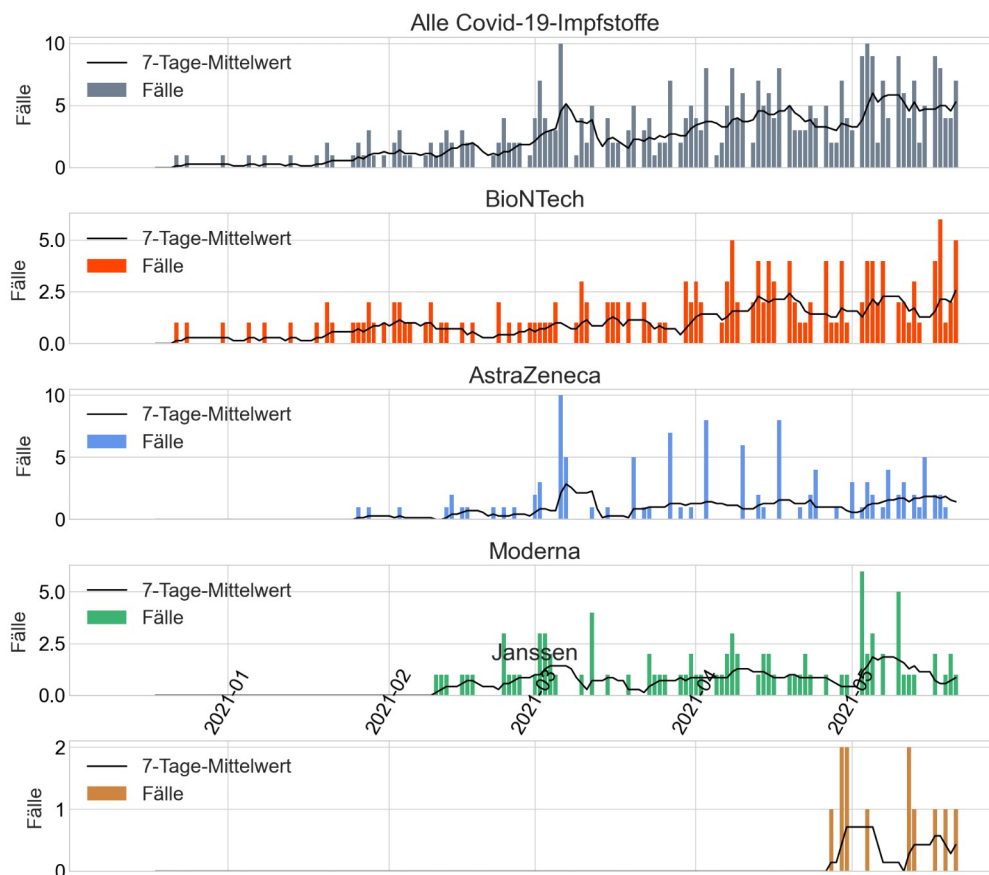 Alle Covid-19-Impfstoffe
10
5
0
Fälle
7-Tage-Mittelwert
Fälle
BioNTech
5.0
2.5
0.0
Fälle
7-Tage-Mittelwert
Fälle
AstraZeneca
10
5
0
Fälle
7-Tage-Mittelwert
Fälle
Moderna
5.0
2.5
0.0
Fälle
7-Tage-Mittelwert
Fälle
Janssen
2021-01
2021-02
2021-03
2021-04
2021-05
2
1
0
Fälle
7-Tage-Mittelwert
Fälle